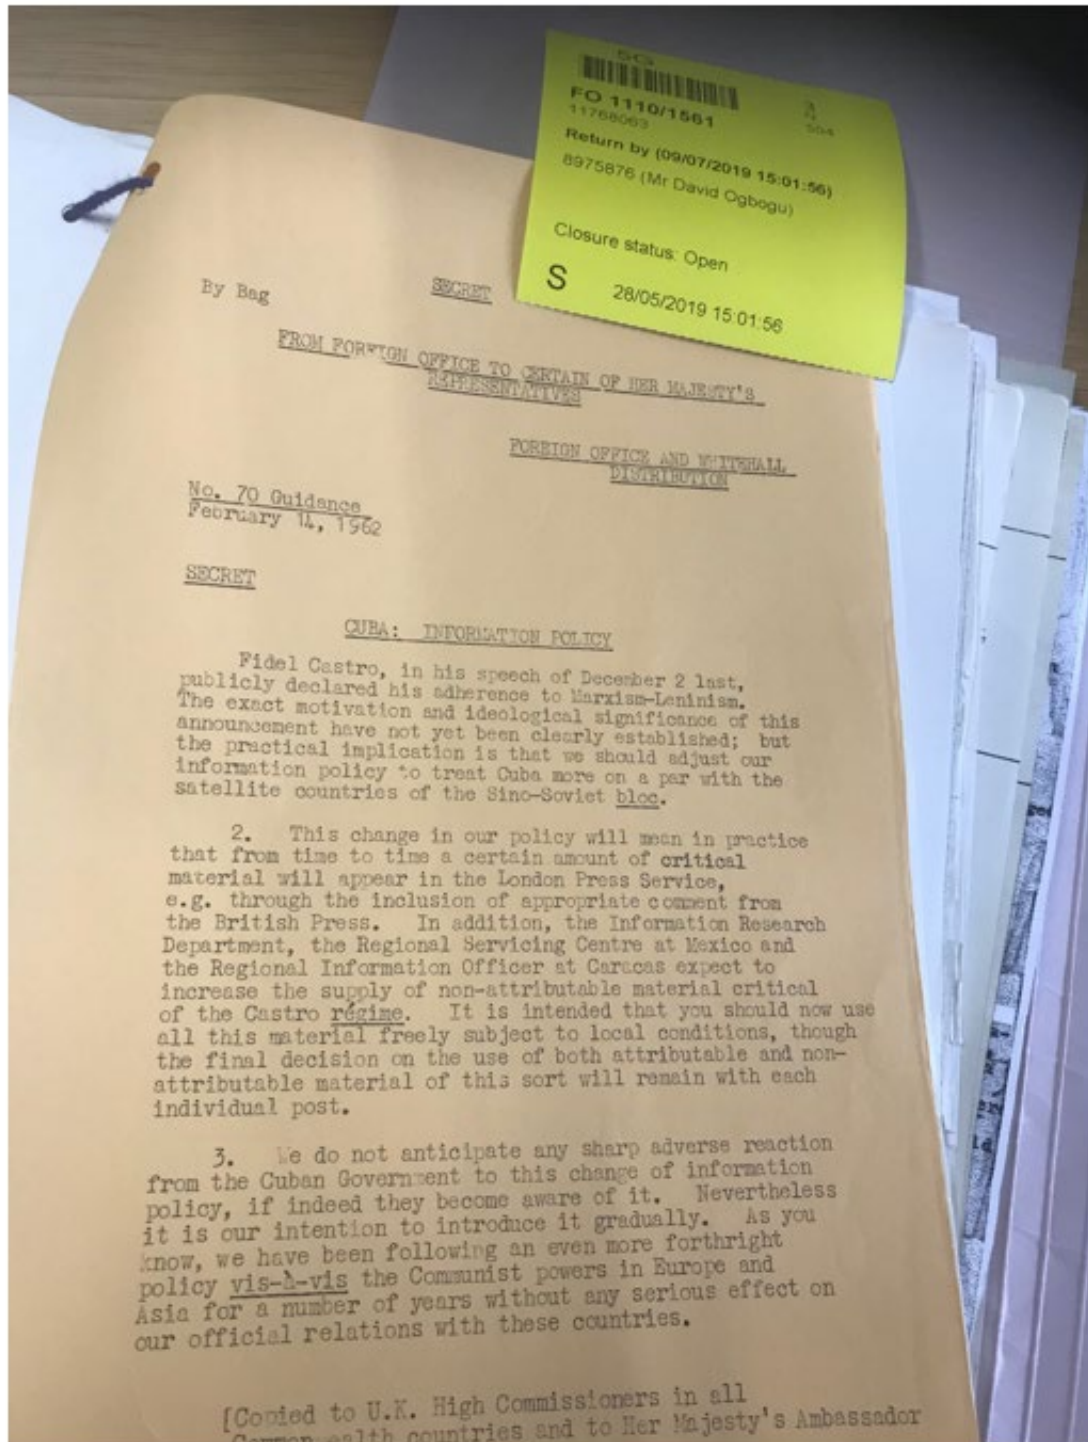 5G
FO 1110/1561
11768063
3
4
504
Return by (09/07/2019 15:01:56)
8975876 (Mr David Ogbogu)
Closure status: Open
S 28/05/2019 15:01:56
By Bag SECRET
FROM FOREIGN OFFICE TO CERTAIN OF HER MAJESTY'S
REPRESENTATIVES
FOREIGN OFFICE AND WHITEHALL
DISTRIBUTION
No. 70 Guidance
February 14, 1962
SECRET
CUBA: INFORMATION POLICY
Fidel Castro, in his speech of December 2 last,
publicly declared his adherence to Marxism-Leninism.
The exact motivation and ideological significance of this
announcement have not yet been clearly established; but
the practical implication is that we should adjust our
information policy to treat Cuba more on a par with the
satellite countries of the Sino-Soviet bloc.
2. This change in our policy will mean in practice
that from time to time a certain amount of critical
material will appear in the London Press Service,
e.g. through the inclusion of appropriate comment from
the British Press. In addition, the Information Research
Department, the Regional Servicing Centre at Mexico and
the Regional Information Officer at Caracas expect to
increase the supply of non-attributable material critical
of the Castro régime. It is intended that you should now use
all this material freely subject to local conditions, though
the final decision on the use of both attributable and non-
attributable material of this sort will remain with each
individual post.
3. We do not anticipate any sharp adverse reaction
from the Cuban Government to this change of information
policy, if indeed they become aware of it. Nevertheless
it is our intention to introduce it gradually. As you
know, we have been following an even more forthright
policy vis-à-vis the Communist powers in Europe and
Asia for a number of years without any serious effect on
our official relations with these countries.
[Copied to U.K. High Commissioners in all
Commonwealth countries and to Her Majesty's Ambassador